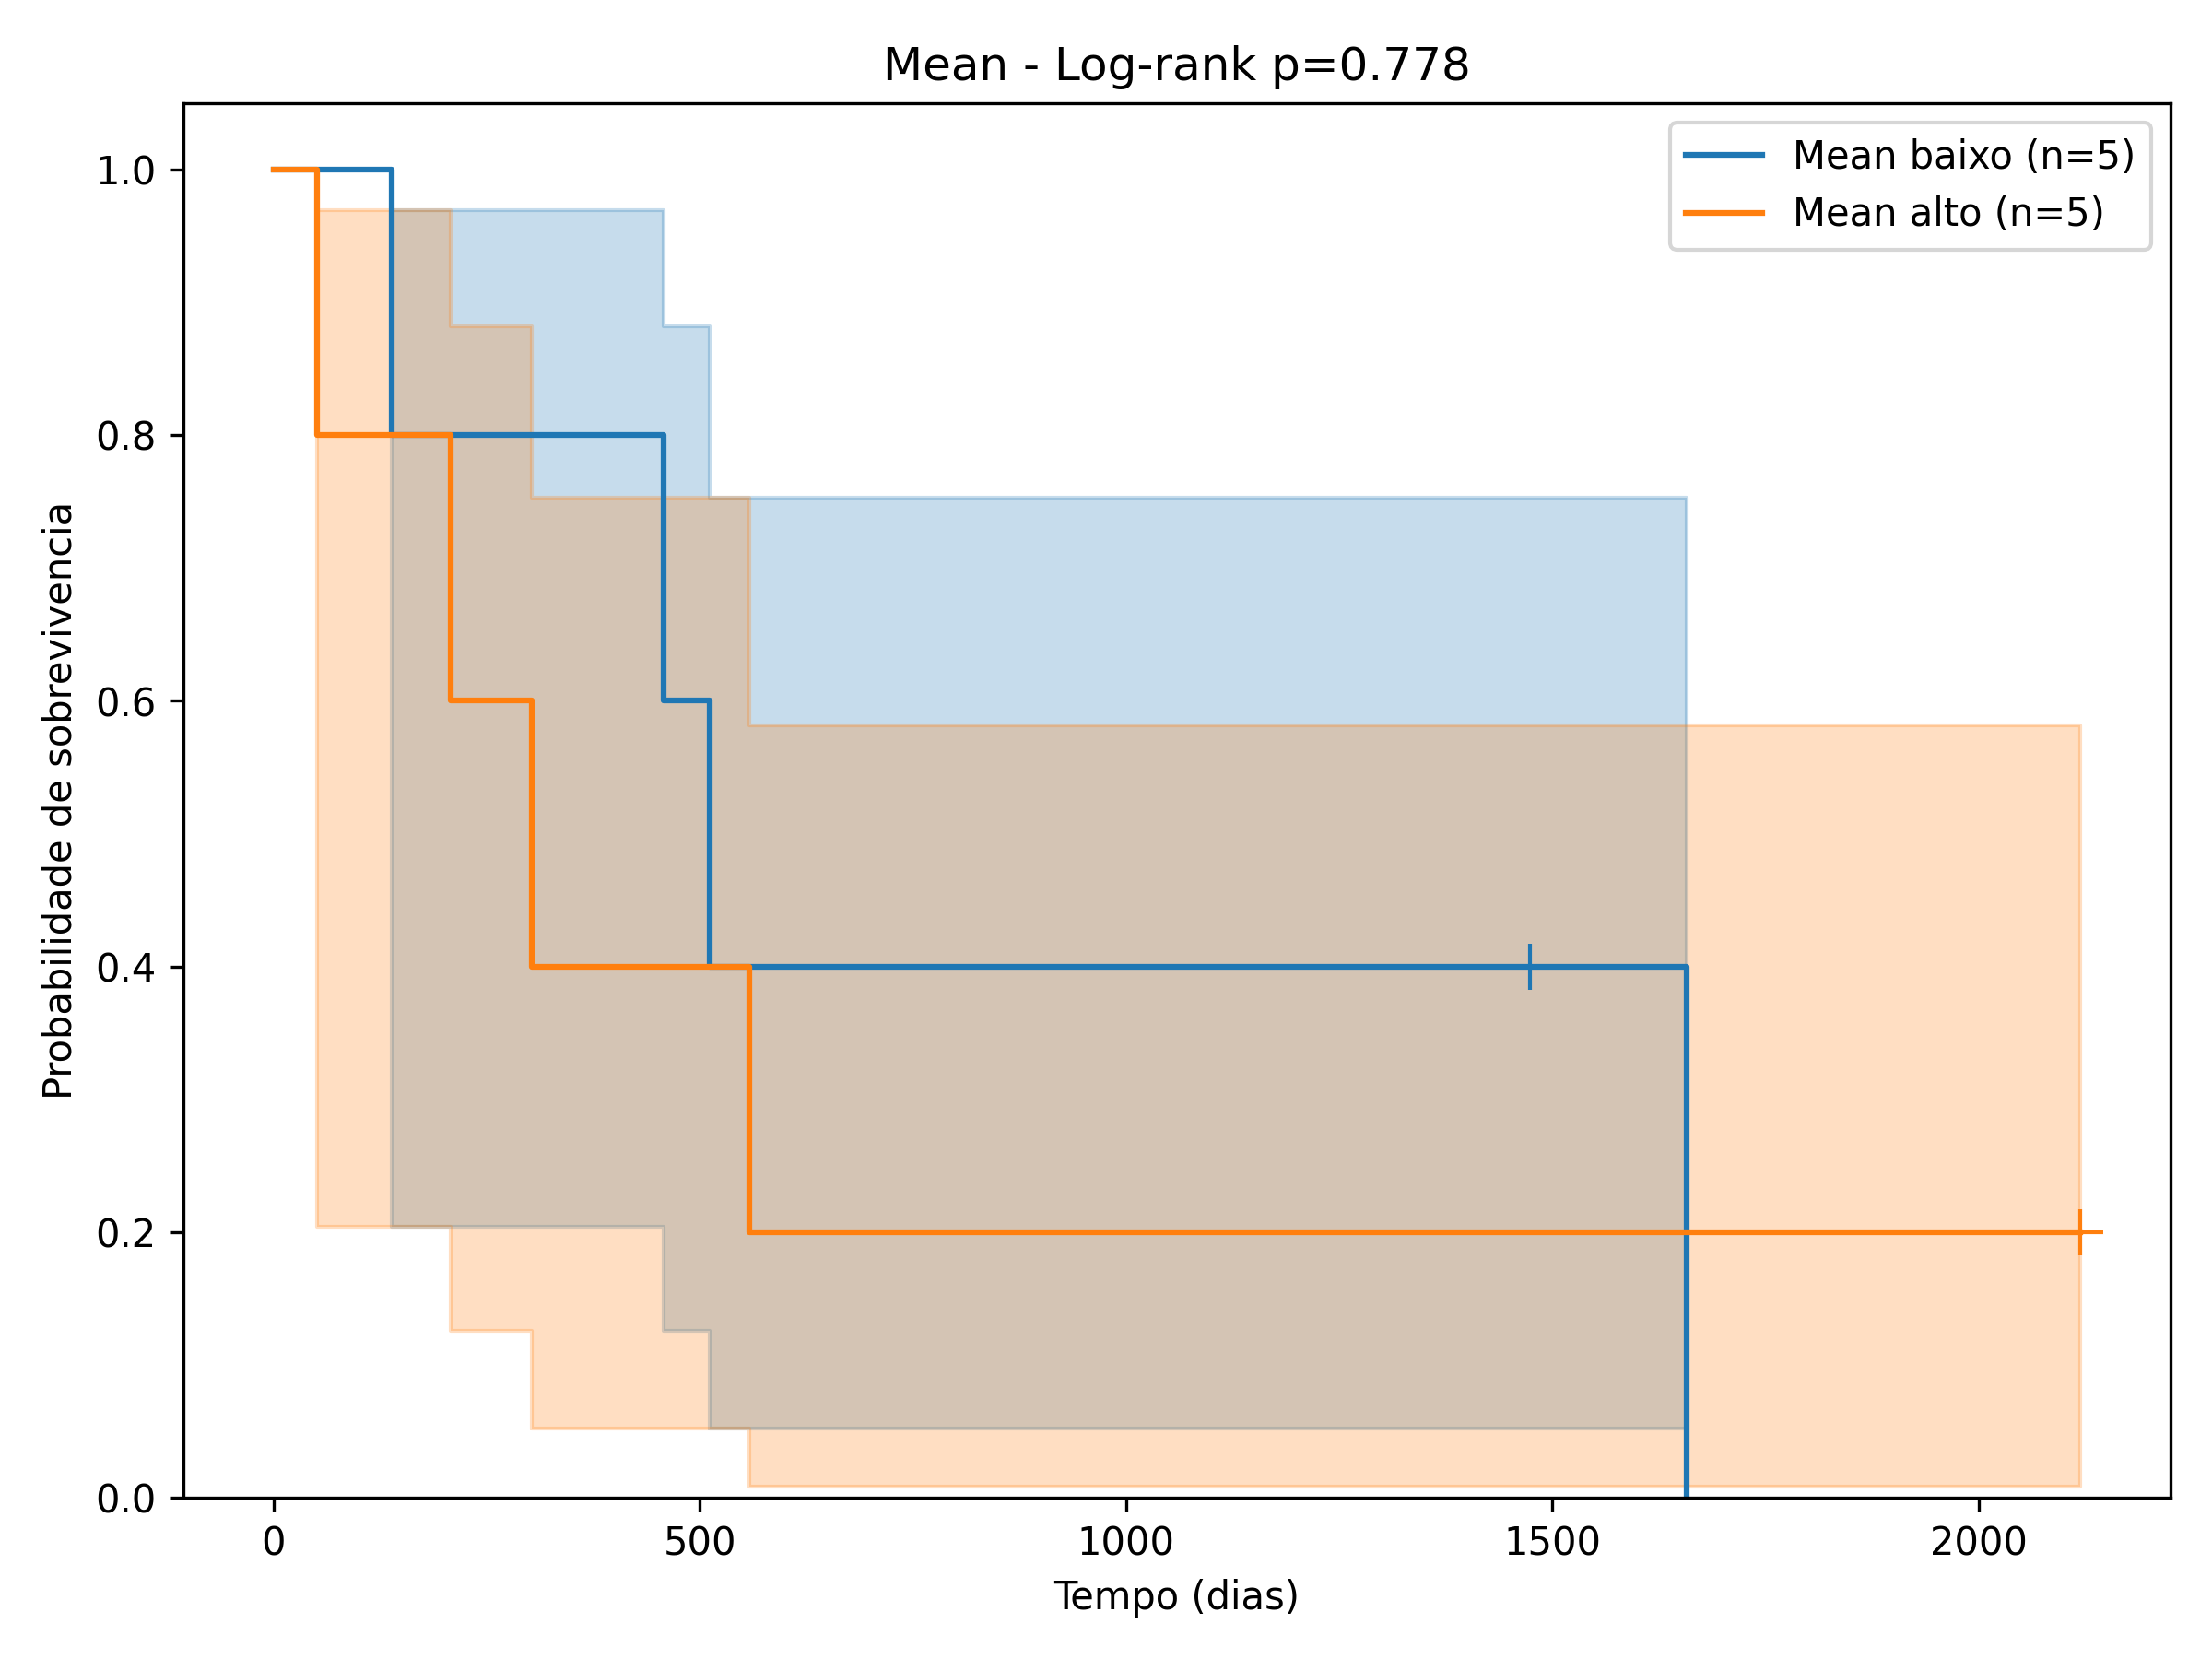 Mean - Log-rank p=0.778
Mean baixo (n=5)
Mean alto (n=5)
Probabilidade de sobrevivencia
1.0
0.8
0.6
0.4
0.2
0.0
0
500
1000
1500
2000
Tempo (dias)